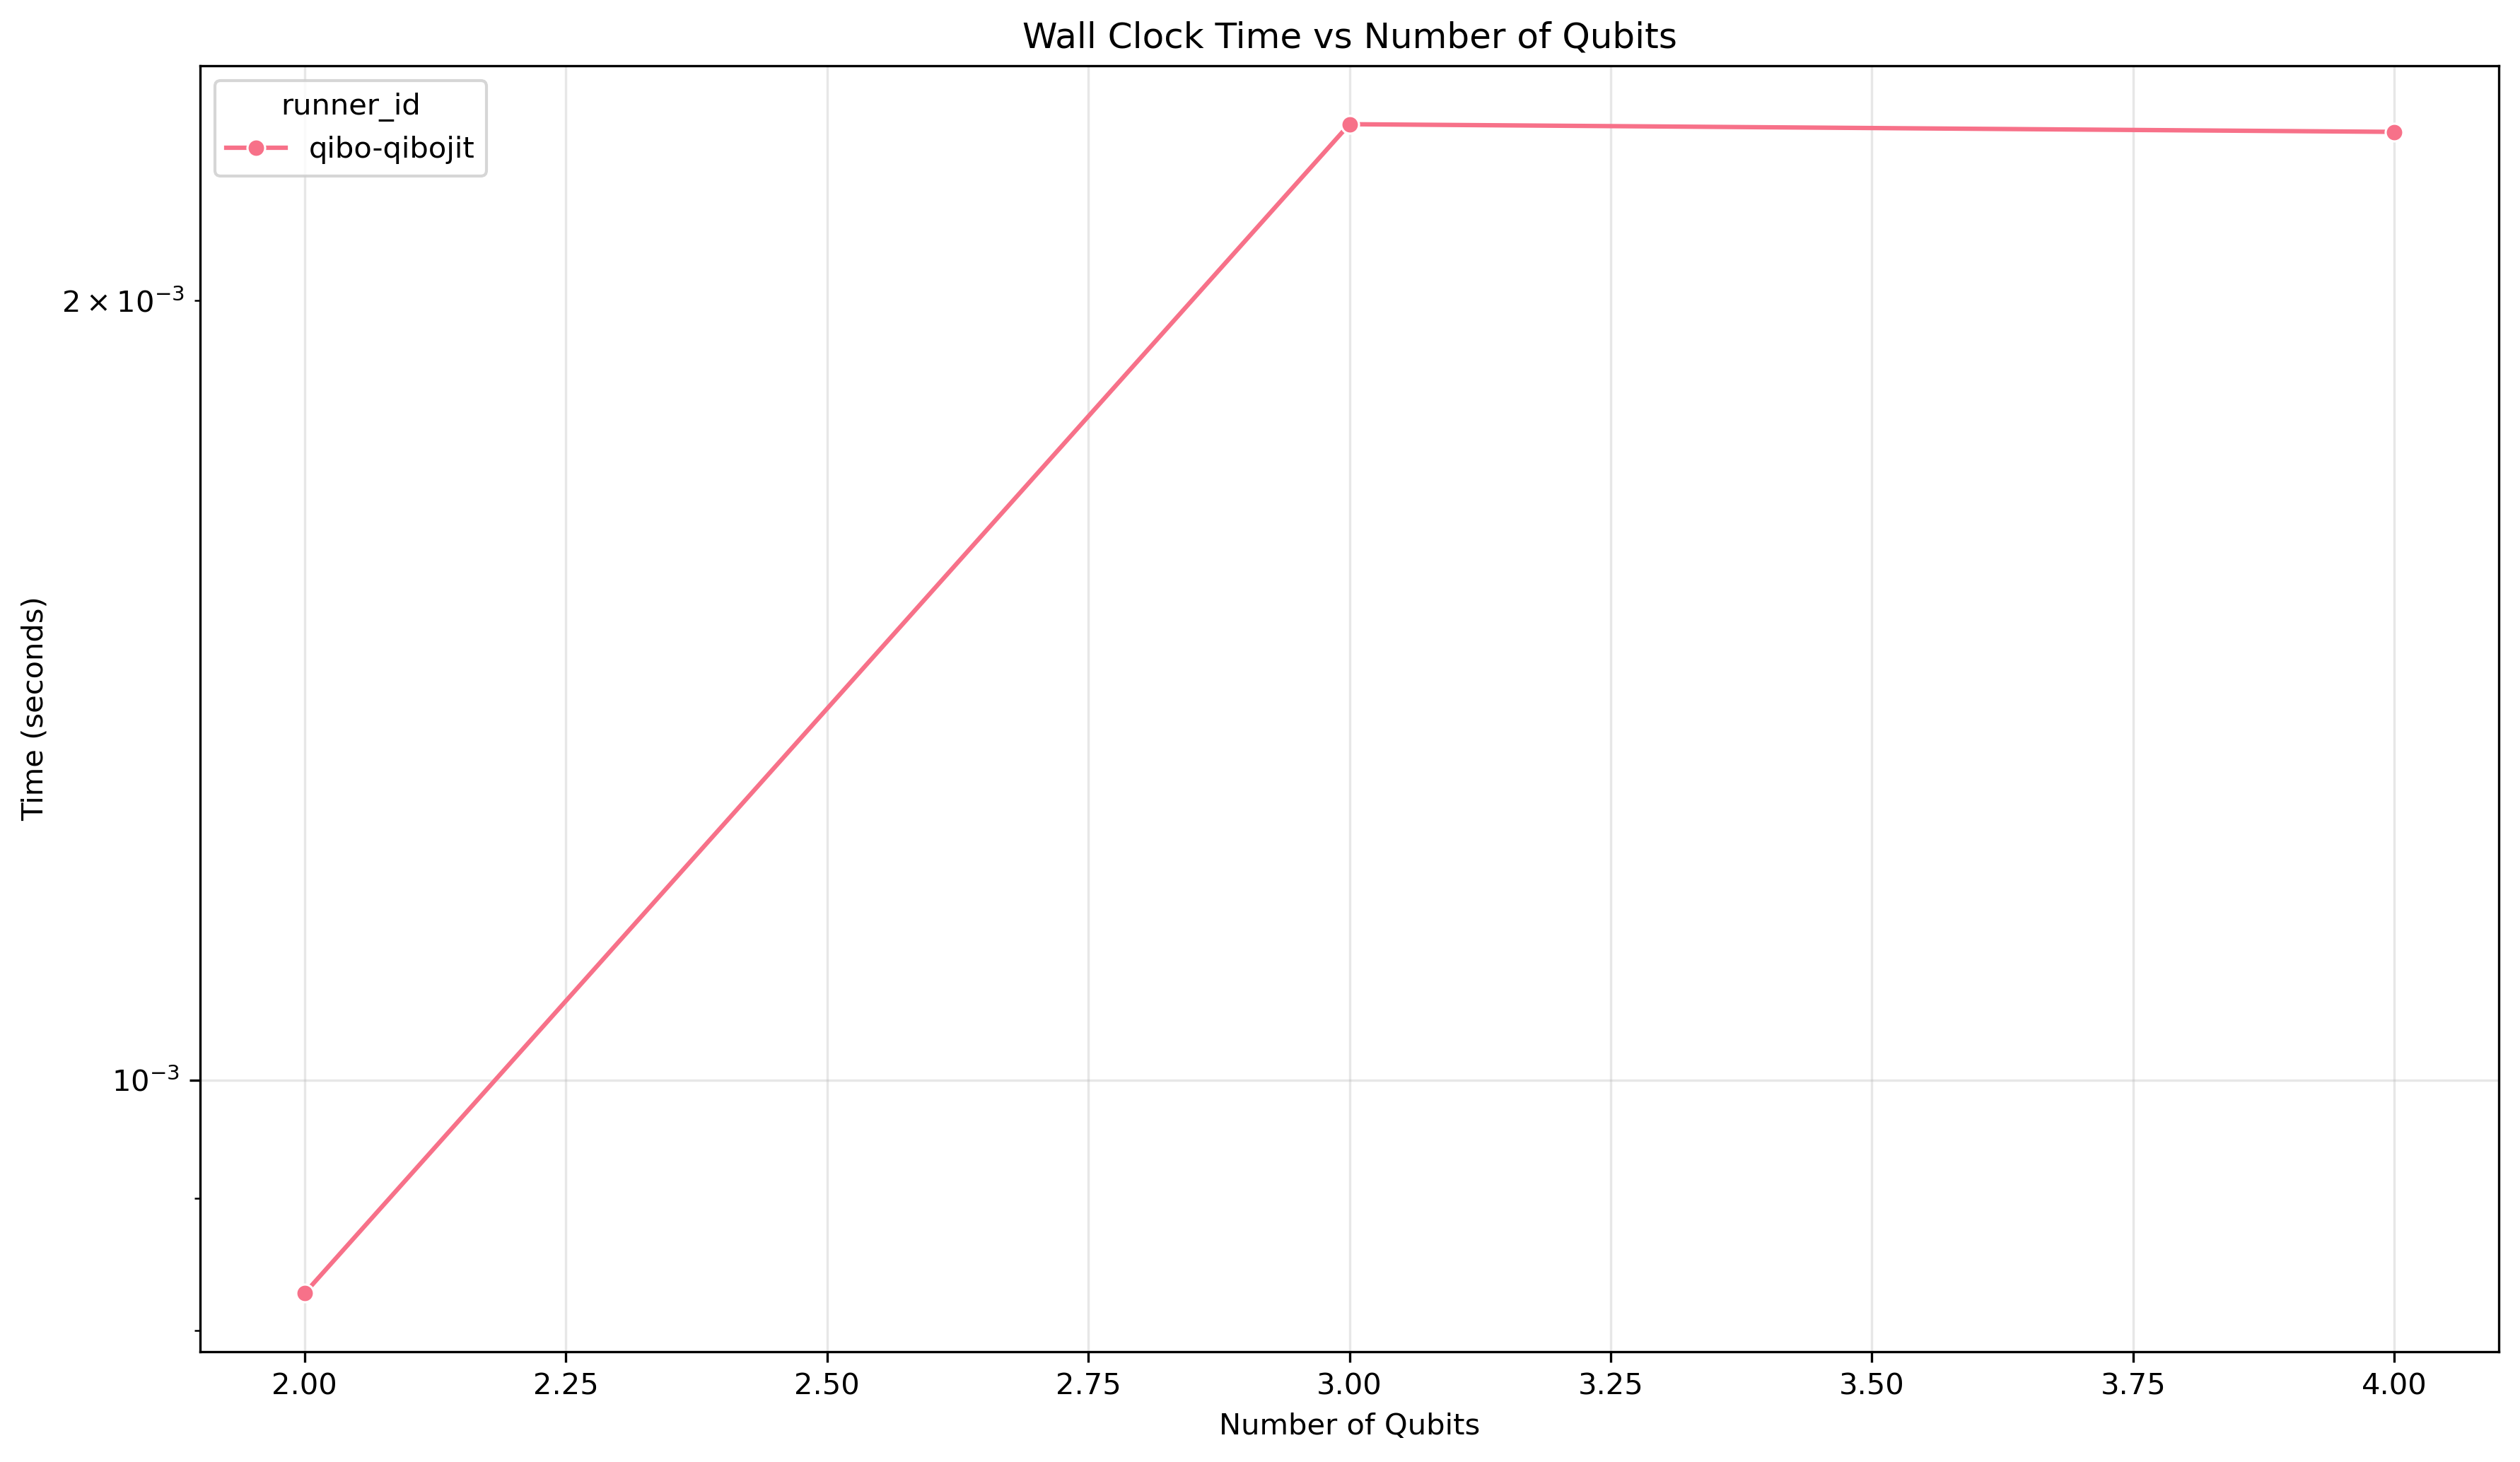 Wall Clock Time vs Number of Qubits
runner_id
qibo-qibojit
Time (seconds)
2 × 10⁻³
10⁻³
2.00 2.25 2.50 2.75 3.00 3.25 3.50 3.75 4.00
Number of Qubits